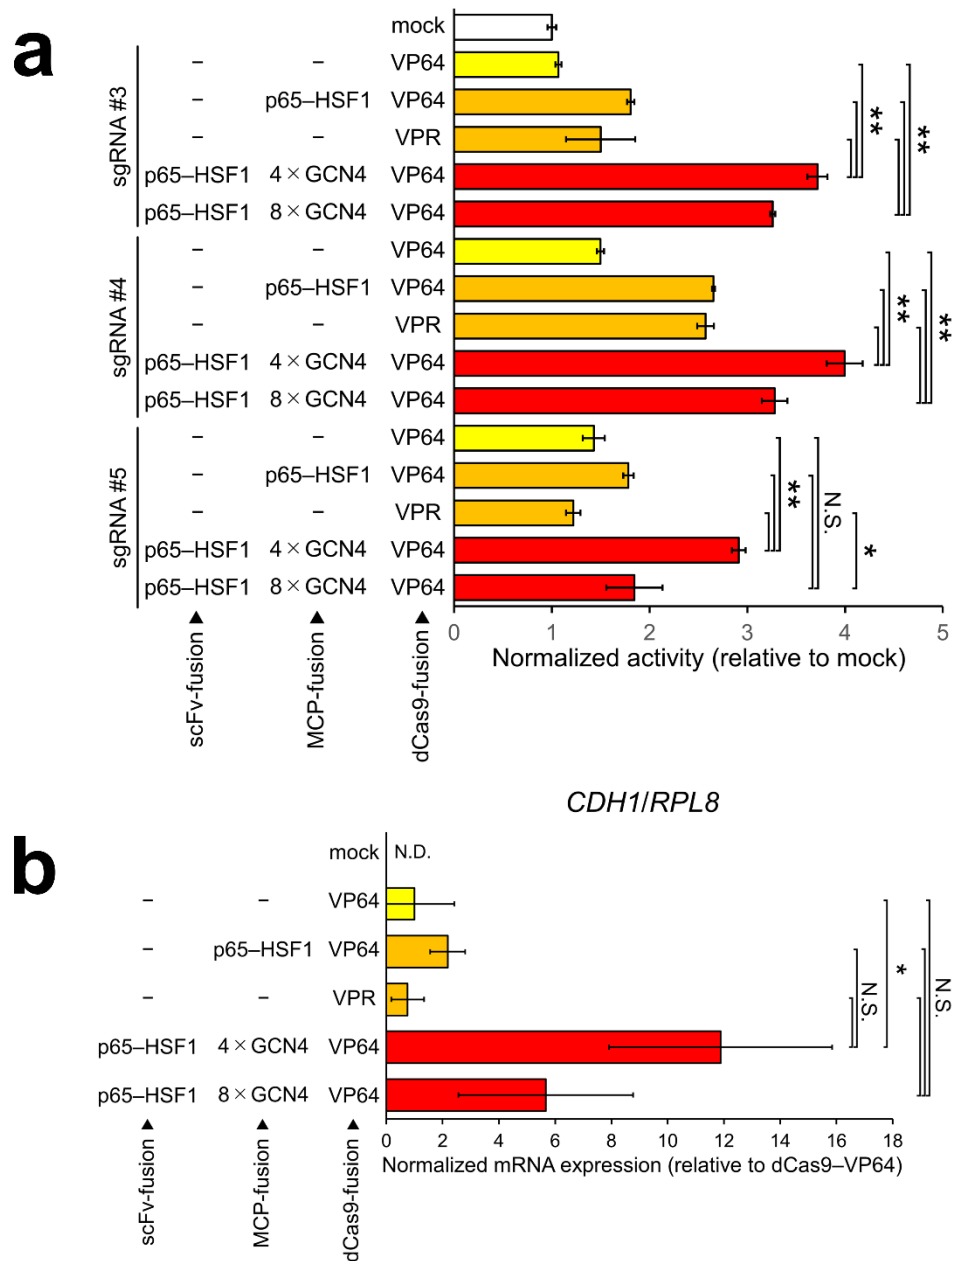 a
mock
sgRNA #3
– – VP64
– p65–HSF1 VP64
– – VPR
p65–HSF1 4×GCN4 VP64
p65–HSF1 8×GCN4 VP64
**
**
sgRNA #4
– – VP64
– p65–HSF1 VP64
– – VPR
p65–HSF1 4×GCN4 VP64
p65–HSF1 8×GCN4 VP64
**
**
sgRNA #5
– – VP64
– p65–HSF1 VP64
– – VPR
p65–HSF1 4×GCN4 VP64
p65–HSF1 8×GCN4 VP64
**
N.S.
*
0 1 2 3 4 5
Normalized activity (relative to mock)
scFv-fusion ▶
MCP-fusion ▶
dCas9-fusion ▶
CDH1/RPL8
b
mock N.D.
– – VP64
– p65–HSF1 VP64
– – VPR
p65–HSF1 4×GCN4 VP64
p65–HSF1 8×GCN4 VP64
N.S.
*
N.S.
0 2 4 6 8 10 12 14 16 18
Normalized mRNA expression (relative to dCas9–VP64)
scFv-fusion ▶
MCP-fusion ▶
dCas9-fusion ▶